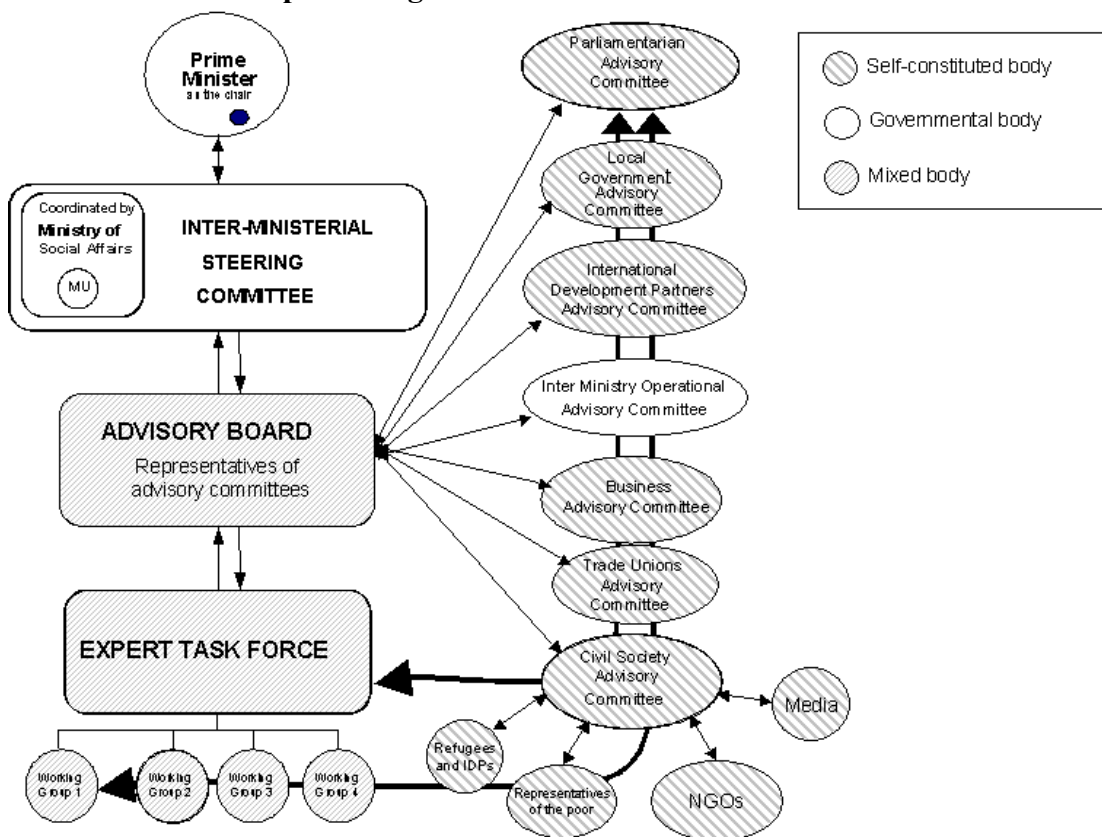 Prime
Minister
as the chair
Coordinated by
Ministry of
Social Affairs
MU
INTER-MINISTERIAL
STEERING
COMMITTEE
ADVISORY BOARD
Representatives of
advisory committees
EXPERT TASK FORCE
Working
Group 1
Working
Group 2
Working
Group 3
Working
Group 4
Parliamentarian
Advisory
Committee
Local
Government
Advisory
Committee
International
Development Partners
Advisory Committee
Inter Ministry Operational
Advisory Committee
Business
Advisory Committee
Trade Unions
Advisory
Committee
Civil Society
Advisory
Committee
Refugees
and IDPs
Representatives
of the poor
NGOs
Media
Self-constituted body
Governmental body
Mixed body